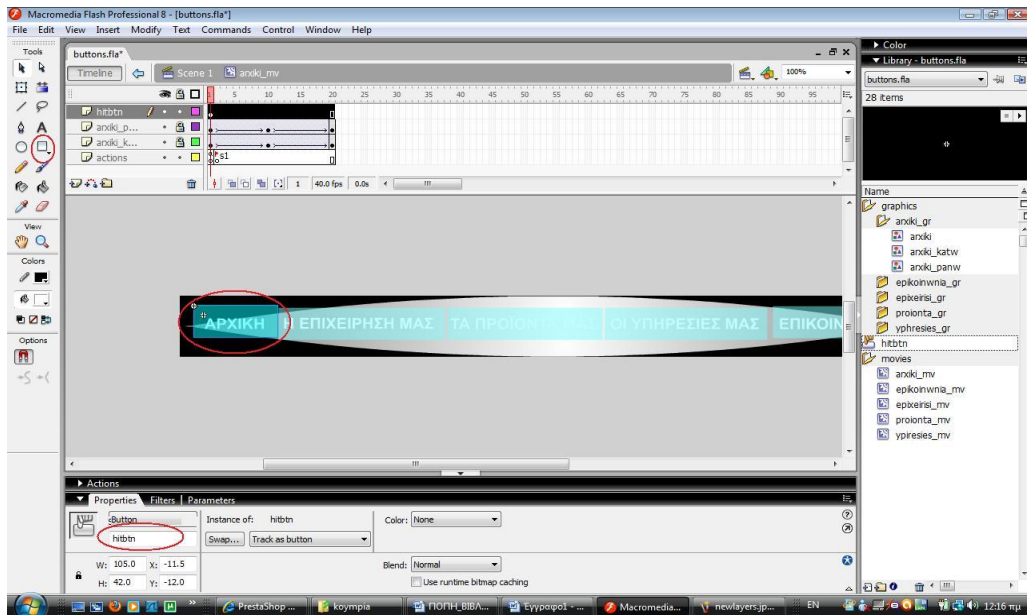 Macromedia Flash Professional 8 - [buttons.fla*]
File Edit View Insert Modify Text Commands Control Window Help
Tools
View
Colors
Options
buttons.fla*
Timeline Scene 1 arxiki_mv 100%
5 10 15 20 25 30 35 40 45 50 55 60 65 70 75 80 85 90 95
hitbtn
arxiki_p...
arxiki_k...
actions s1
1 40.0 fps 0.0s
ΑΡΧΙΚΗ Η ΕΠΙΧΕΙΡΗΣΗ ΜΑΣ ΤΑ ΠΡΟΪΟΝΤΑ ΜΑΣ ΟΙ ΥΠΗΡΕΣΙΕΣ ΜΑΣ ΕΠΙΚΟΙΝ
Actions
Properties Filters Parameters
Button Instance of: hitbtn Color: None
hitbtn Swap... Track as button
W: 105.0 X: -11.5 Blend: Normal
H: 42.0 Y: -12.0 Use runtime bitmap caching
Color
Library - buttons.fla
buttons.fla
28 items
Name
graphics
arxiki_gr
arxiki
arxiki_katw
arxiki_panw
epikoinwnia_gr
epixeirisi_gr
proionta_gr
yphresies_gr
hitbtn
movies
arxiki_mv
epikoinwnia_mv
epixeirisi_mv
proionta_mv
ypiresies_mv
PrestaShop ... koympia ΠΟΠΗ_ΒΙΒΛ... Έγγραφο1 - ... Macromedia... newlayers.jp... EN 12:16 πμ